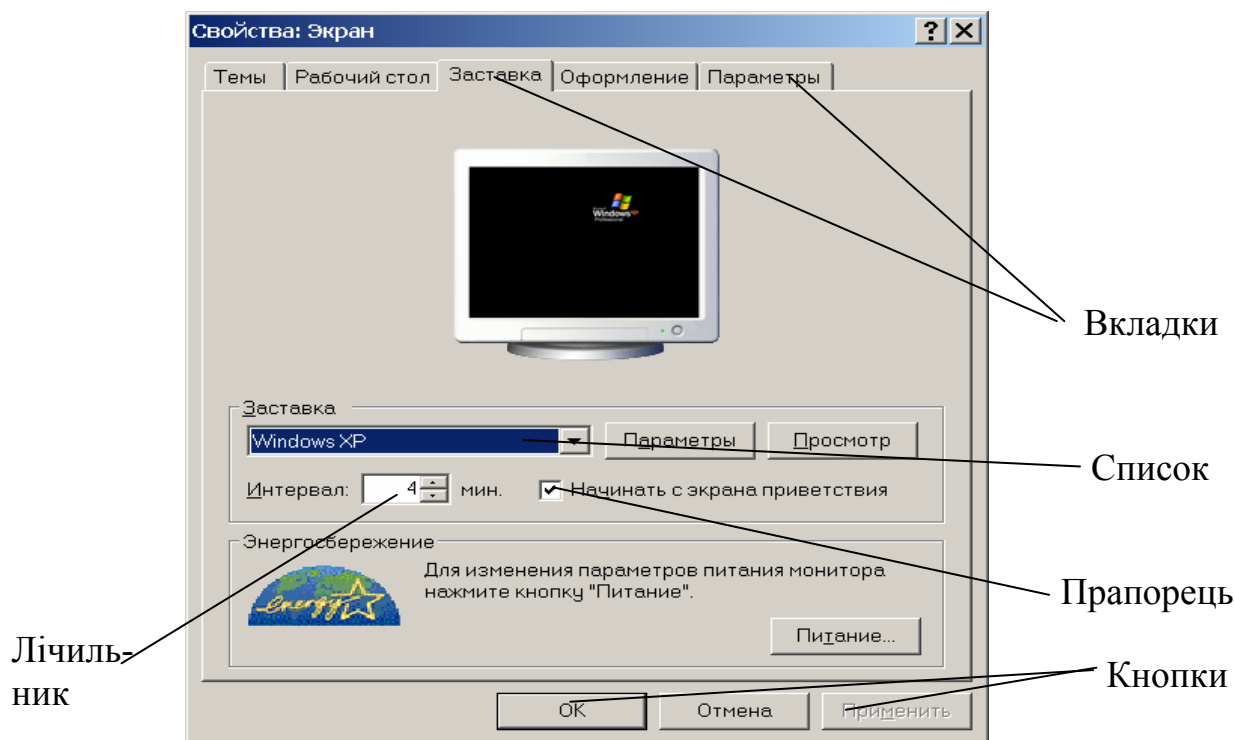 Свойства: Экран
Темы Рабочий стол Заставка Оформление Параметры
Windows XP
Professional
Вкладки
Заставка
Windows XP Параметры Просмотр
Список
Интервал: 4 мин. Начинать с экрана приветствия
Энергосбережение
Для изменения параметров питания монитора
нажмите кнопку "Питание".
energy
Прапорець
Питание...
Лічиль-
ник
Кнопки
OK Отмена Применить